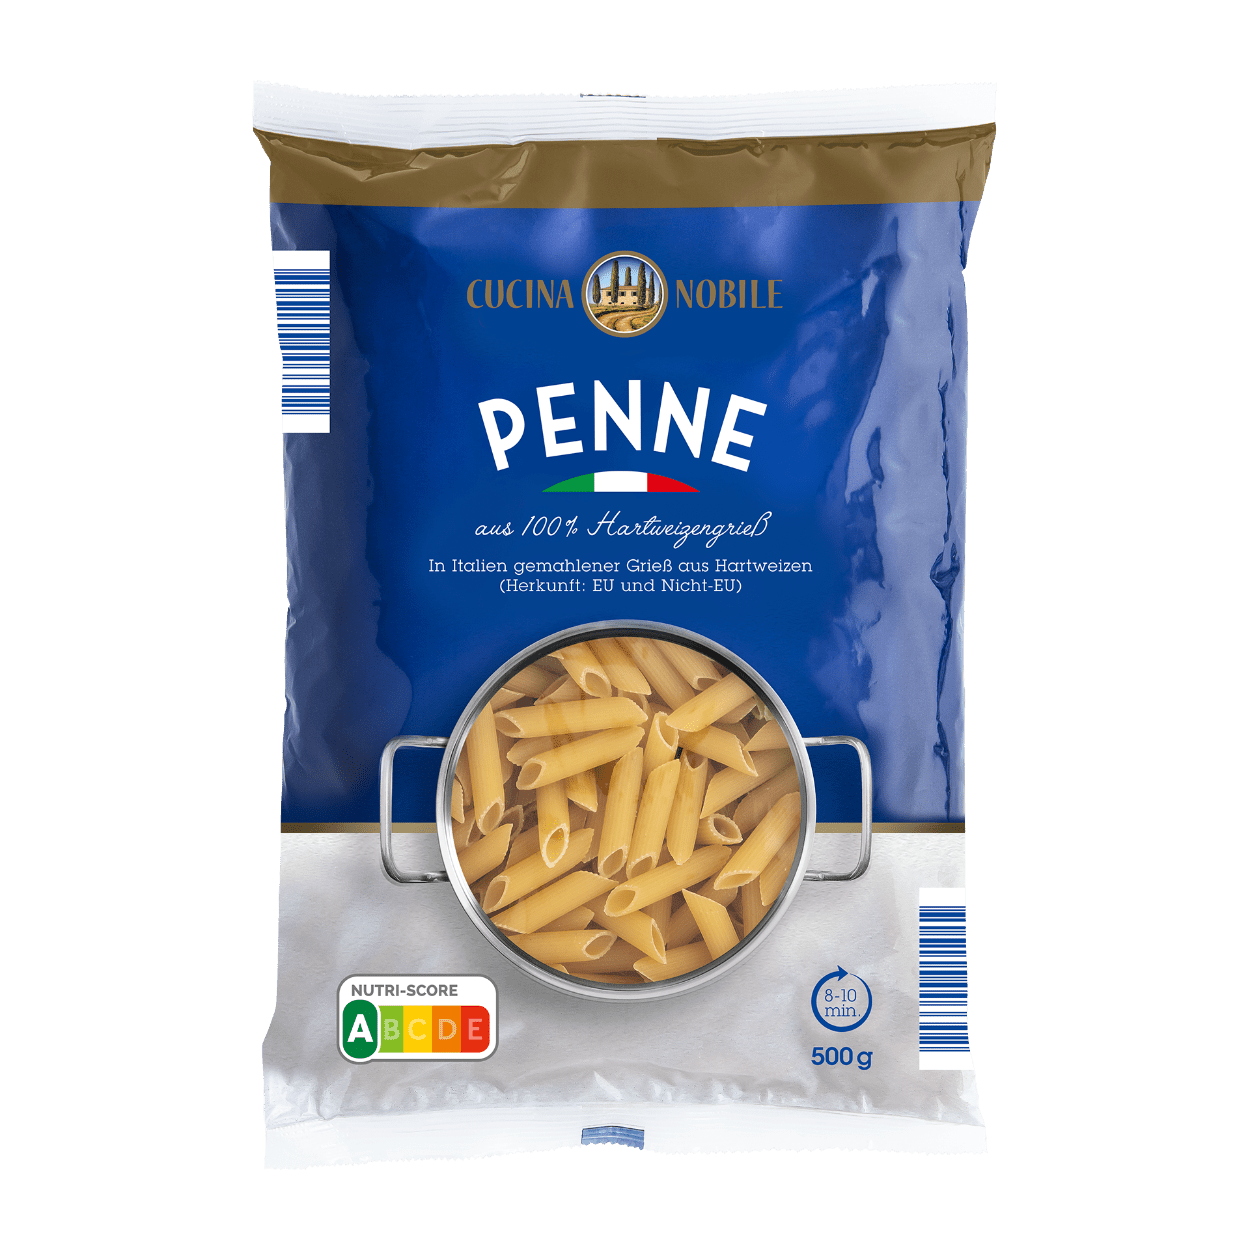 CUCINA NOBILE
PENNE
aus 100% Hartweizengrieß
In Italien gemahlener Grieß aus Hartweizen
(Herkunft: EU und Nicht-EU)
NUTRI-SCORE
A B C D E
8-10
min.
500 g